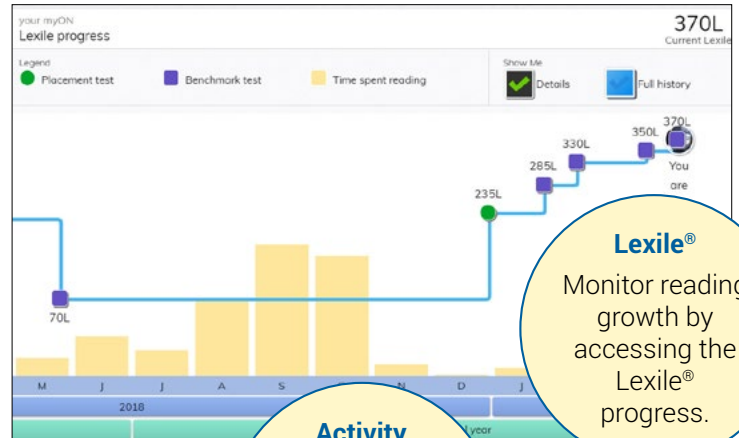 your myON
Lexile progress
370L
Current Lexile
Legend
Placement test
Benchmark test
Time spent reading
Show Me
Details
Full history
70L
235L
285L
330L
350L
370L
You
are
Lexile®
Monitor reading
growth by
accessing the
Lexile®
progress.
M J J A S N D J
2018
Activity
year